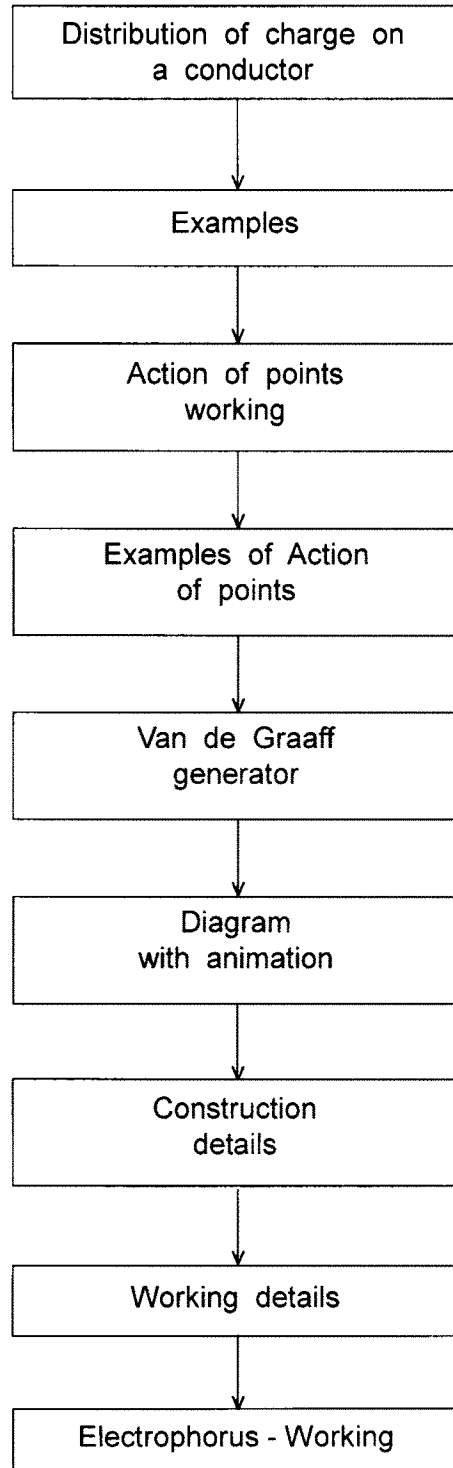 Distribution of charge on
a conductor
Examples
Action of points
working
Examples of Action
of points
Van de Graaff
generator
Diagram
with animation
Construction
details
Working details
Electrophorus - Working